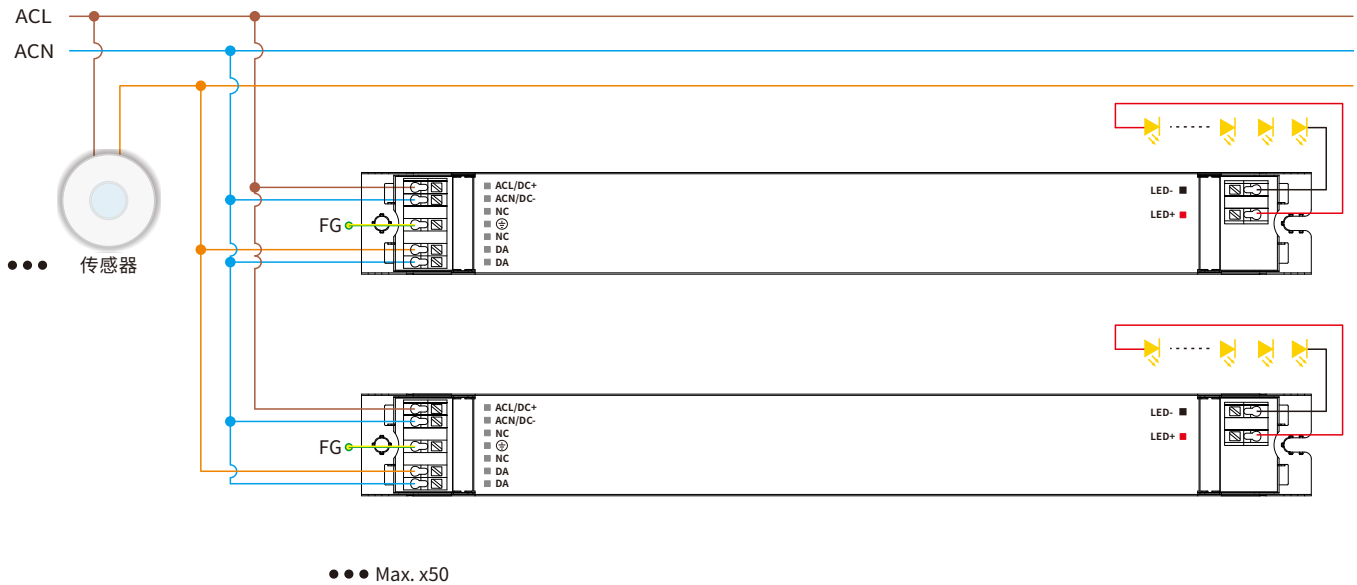 ACL
ACN
传感器
FG
ACL/DC+
ACN/DC-
NC
NC
DA
DA
LED-
LED+
FG
ACL/DC+
ACN/DC-
NC
NC
DA
DA
LED-
LED+
Max. x50